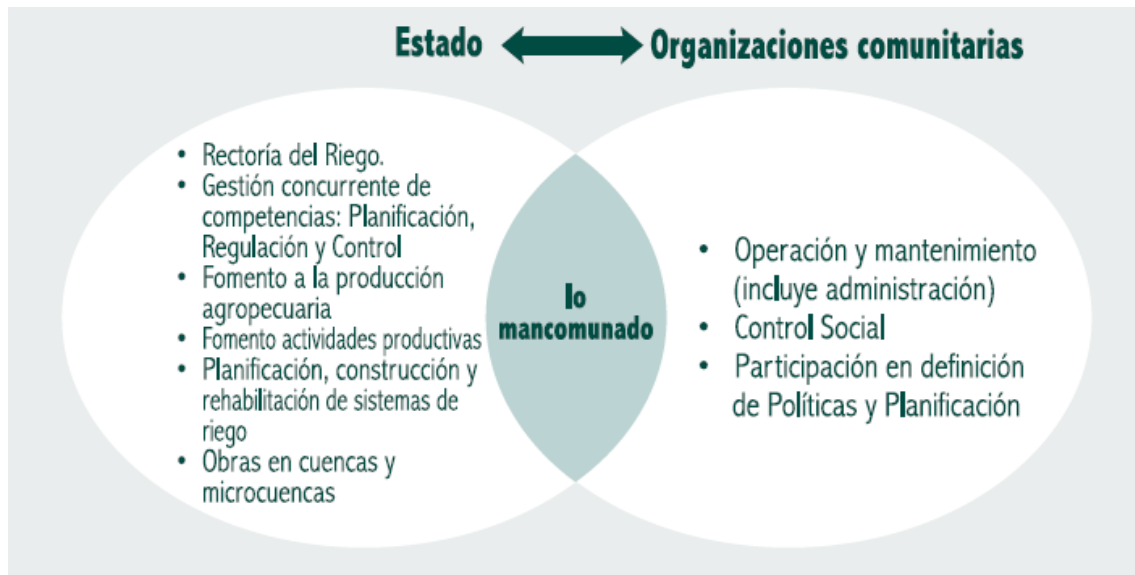 Estado Organizaciones comunitarias
• Rectoría del Riego.
• Gestión concurrente de
competencias: Planificación,
Regulación y Control
• Fomento a la producción
agropecuaria
• Fomento actividades productivas
• Planificación, construcción y
rehabilitación de sistemas de
riego
• Obras en cuencas y
microcuencas
lo
mancomunado
• Operación y mantenimiento
(incluye administración)
• Control Social
• Participación en definición
de Políticas y Planificación